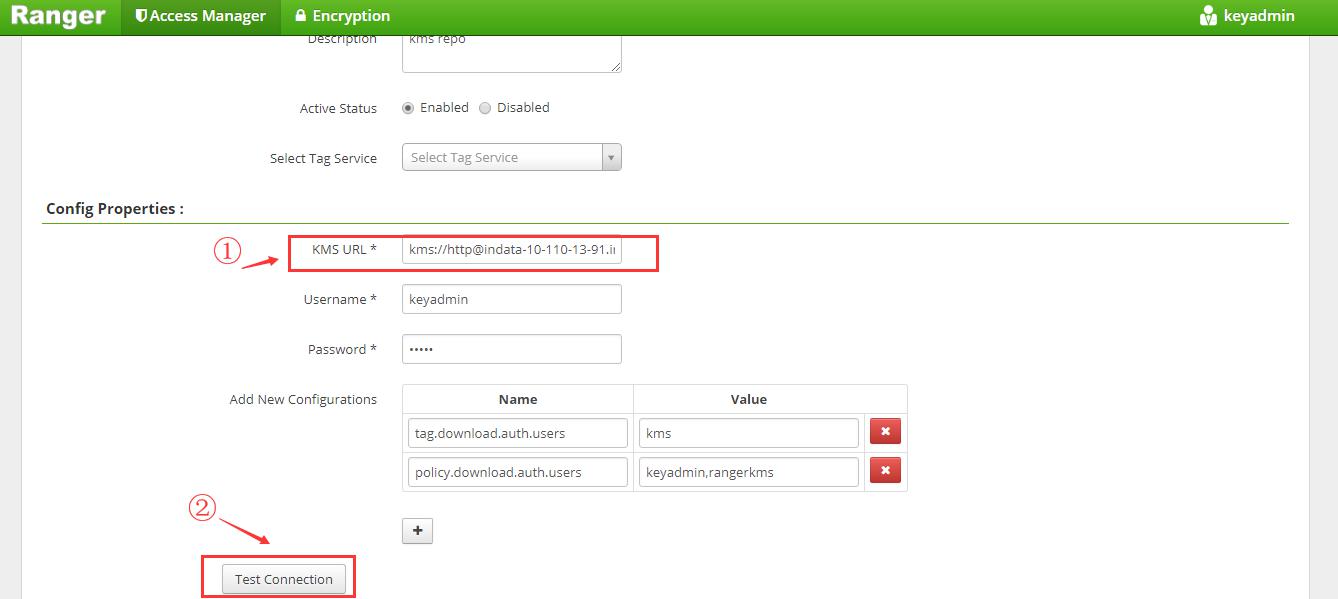 Ranger Access Manager Encryption keyadmin
Description kms repo
Active Status Enabled Disabled
Select Tag Service Select Tag Service
Config Properties :
① KMS URL * kms://http@indata-10-110-13-91.i
Username * keyadmin
Password * •••••
Add New Configurations Name Value
tag.download.auth.users kms
policy.download.auth.users keyadmin,rangerkms
②
+
Test Connection